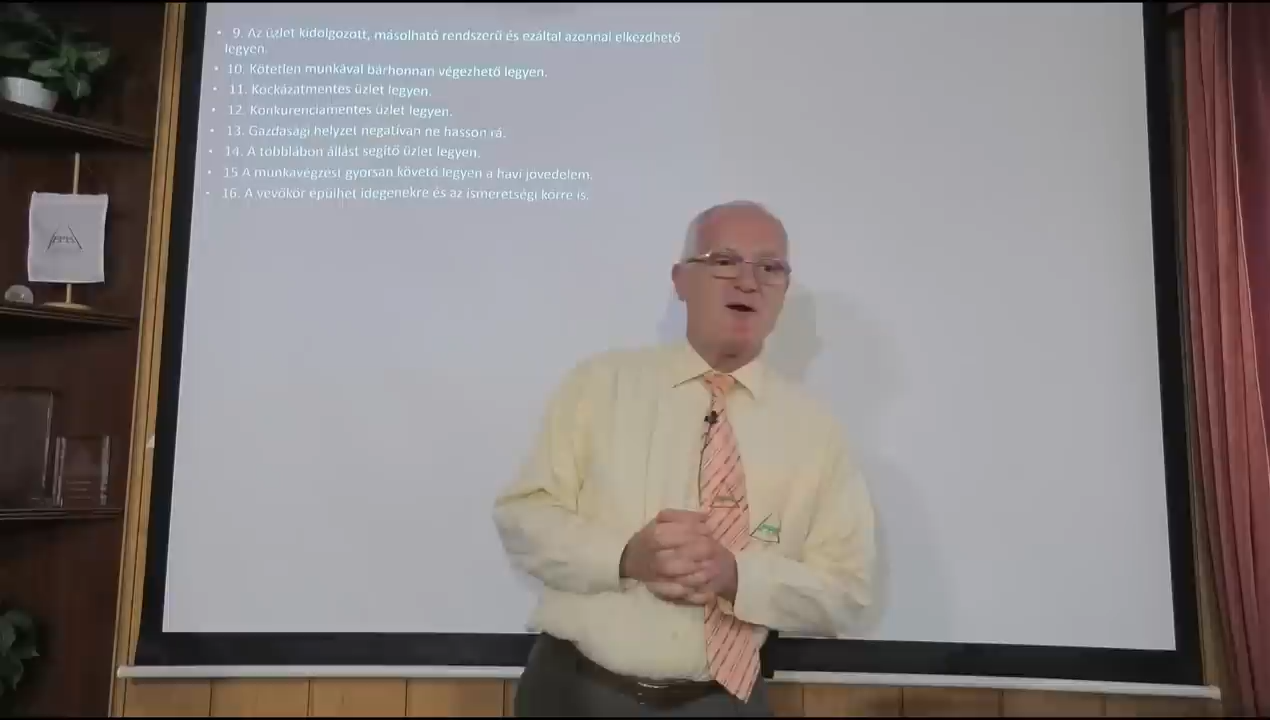 • 9. Az üzlet kidolgozott, másolható rendszerű és ezáltal azonnal elkezdhető
legyen.
• 10. Kötetlen munkával bárhonnan végezhető legyen.
• 11. Kockázatmentes üzlet legyen.
• 12. Konkurenciamentes üzlet legyen.
• 13. Gazdasági helyzet negatívan ne hasson rá.
• 14. A többlábon állást segítő üzlet legyen.
• 15 A munkavégzést gyorsan követő legyen a havi jövedelem.
• 16. A vevőkör épülhet idegenekre és az ismeretségi körre is.